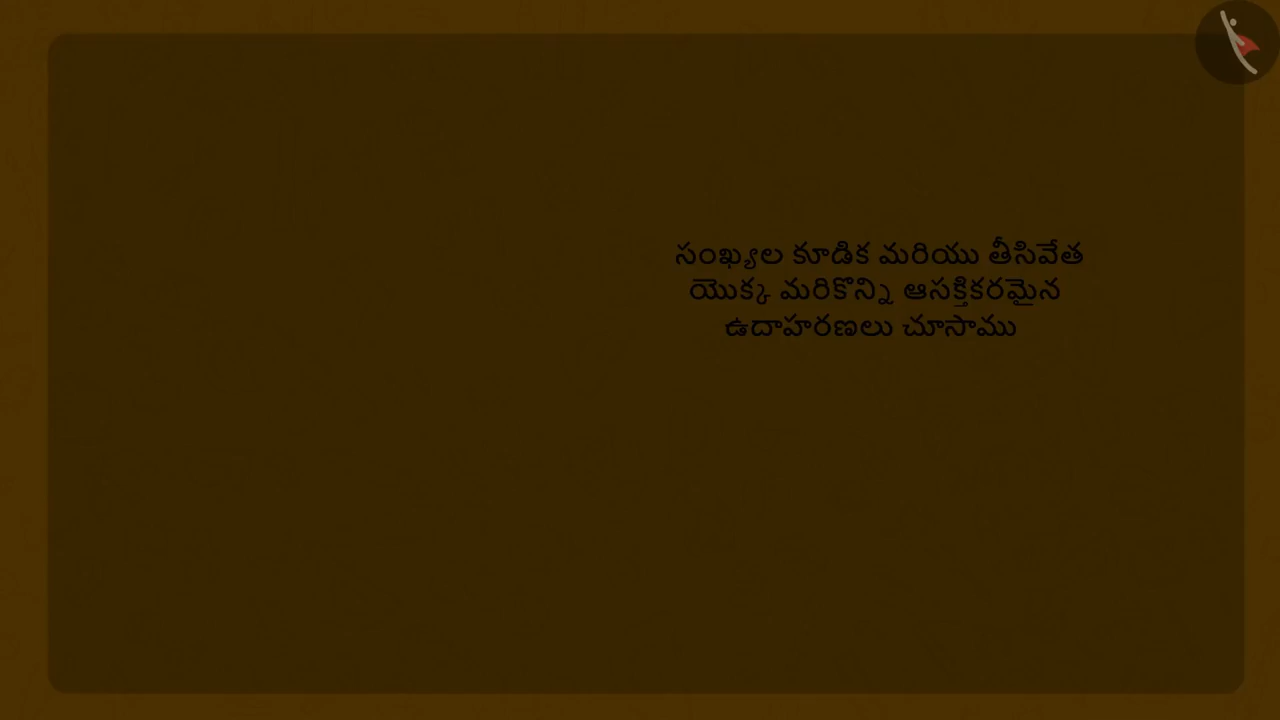 సంఖ్యల కూడిక మరియు తీసివేత
యొక్క మరికొన్ని ఆసక్తికరమైన
ఉదాహరణలు చూసాము